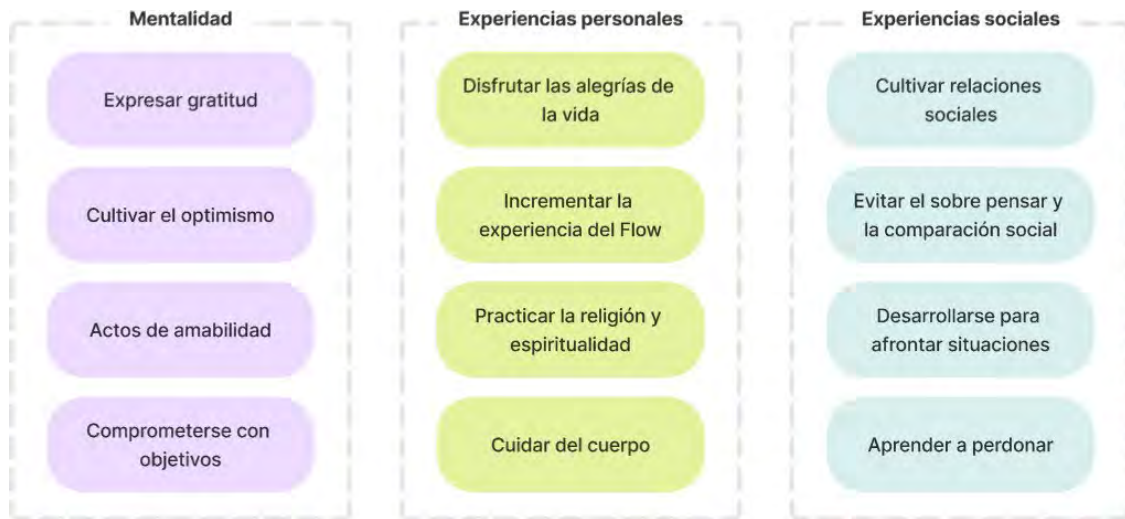 Mentalidad
Expresar gratitud
Cultivar el optimismo
Actos de amabilidad
Comprometerse con
objetivos
Experiencias personales
Disfrutar las alegrías de
la vida
Incrementar la
experiencia del Flow
Practicar la religión y
espiritualidad
Cuidar del cuerpo
Experiencias sociales
Cultivar relaciones
sociales
Evitar el sobre pensar y
la comparación social
Desarrollarse para
afrontar situaciones
Aprender a perdonar